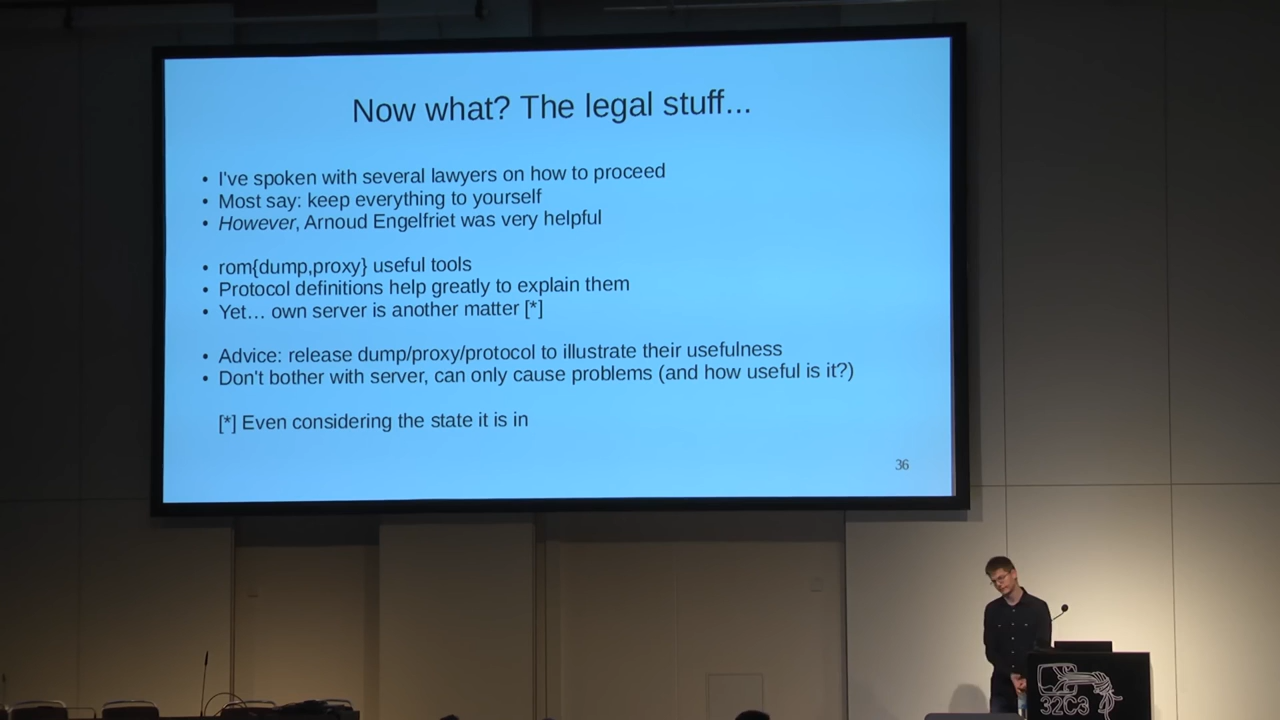 Now what? The legal stuff...
• I've spoken with several lawyers on how to proceed
• Most say: keep everything to yourself
• However, Arnoud Engelfriet was very helpful
• rom{dump,proxy} useful tools
• Protocol definitions help greatly to explain them
• Yet... own server is another matter [*]
• Advice: release dump/proxy/protocol to illustrate their usefulness
• Don't bother with server, can only cause problems (and how useful is it?)
[*] Even considering the state it is in
36
32C3